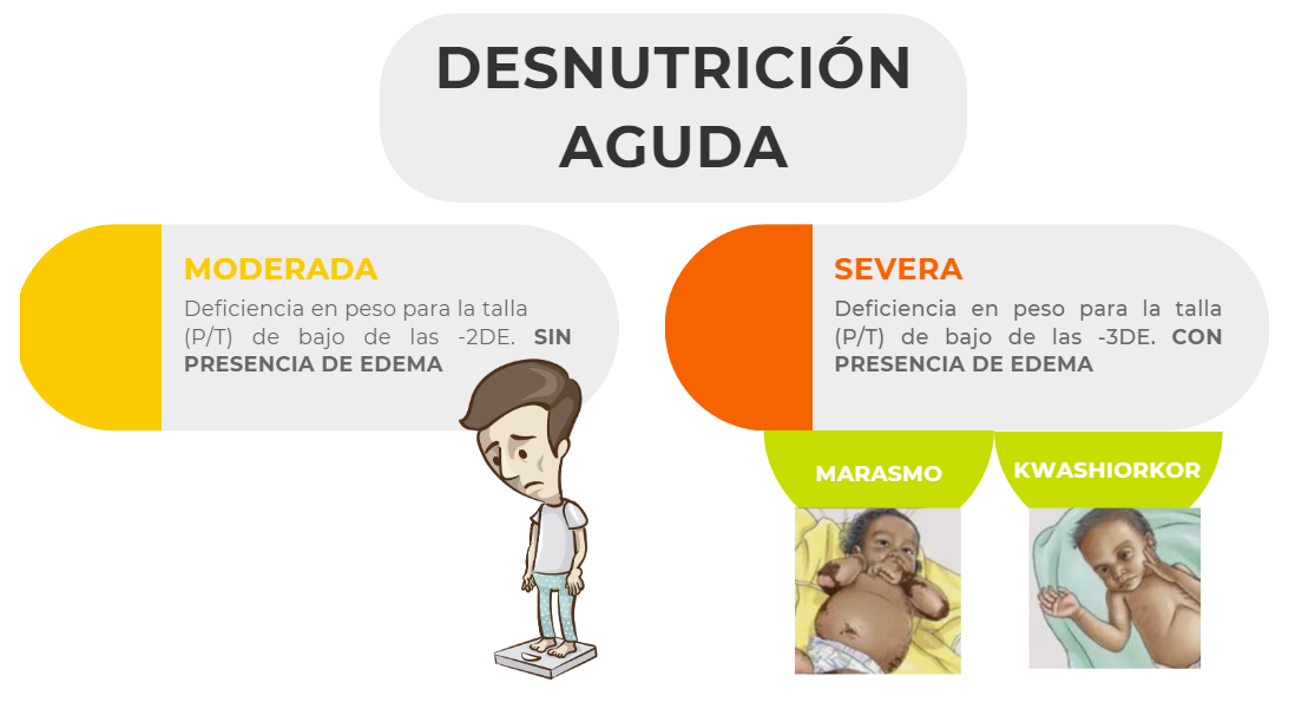 DESNUTRICIÓN
AGUDA
MODERADA
Deficiencia en peso para la talla
(P/T) de bajo de las -2DE. SIN
PRESENCIA DE EDEMA
SEVERA
Deficiencia en peso para la talla
(P/T) de bajo de las -3DE. CON
PRESENCIA DE EDEMA
MARASMO
KWASHIORKOR